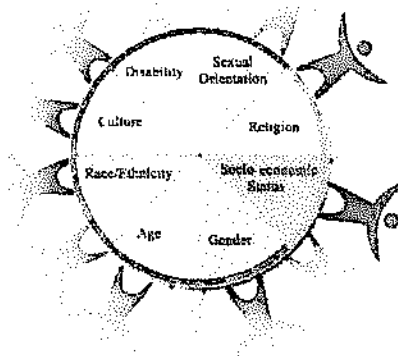 Disability
Sexual
Orientation
Culture
Religion
Race/Ethnicity
Socio-economic
Status
Age
Gender